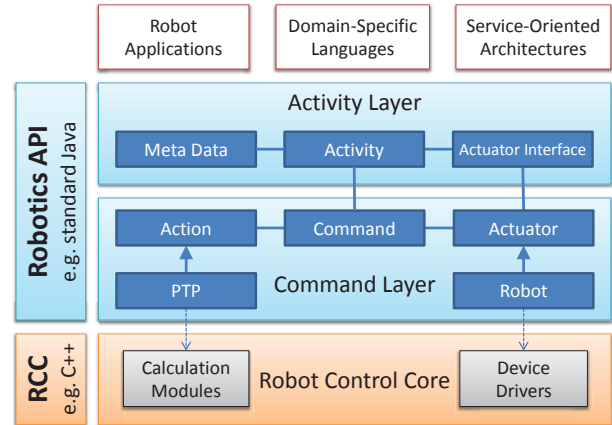 Robot
Applications
Domain-Specific
Languages
Service-Oriented
Architectures
Robotics API
e.g. standard Java
Activity Layer
Meta Data
Activity
Actuator Interface
Action
Command
Actuator
PTP
Command Layer
Robot
RCC
e.g. C++
Calculation
Modules
Robot Control Core
Device
Drivers